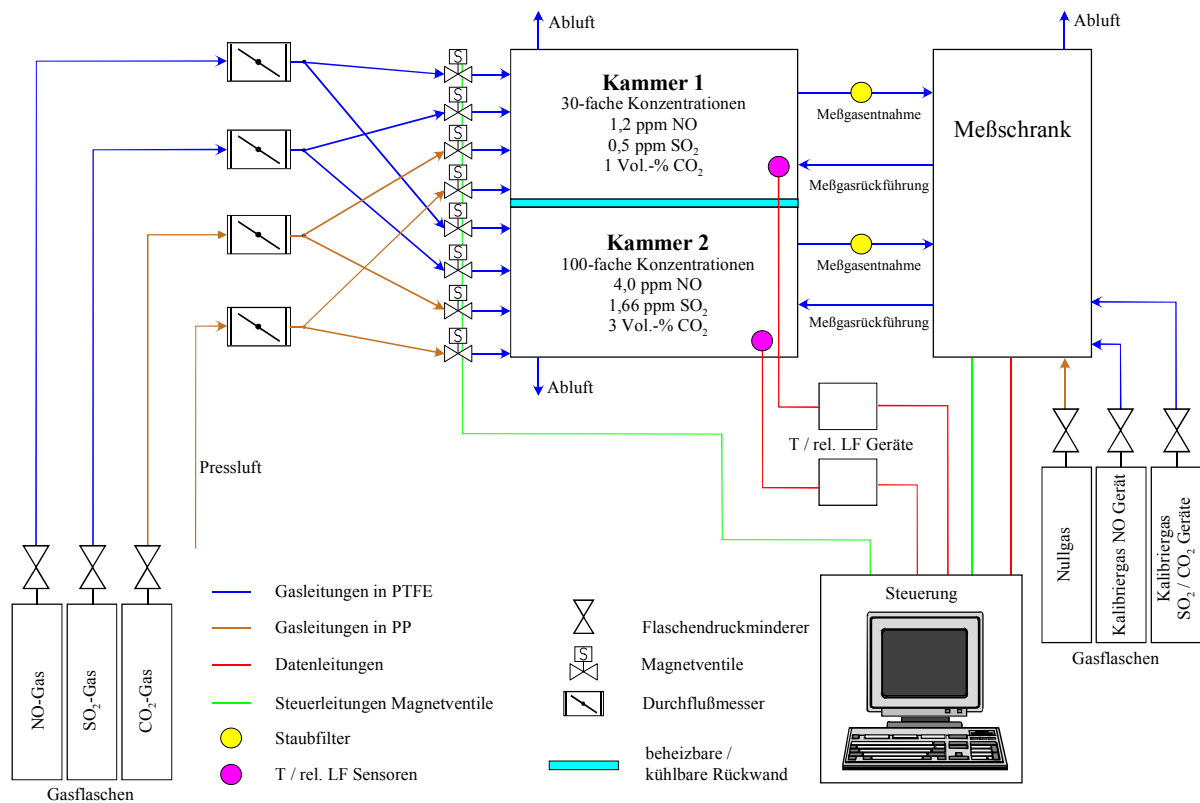 Abluft
Abluft
S
S
S
S
S
S
S
S
Kammer 1
30-fache Konzentrationen
1,2 ppm NO
0,5 ppm SO₂
1 Vol.-% CO₂
Meßgasentnahme
Meßgasrückführung
Meßschrank
Kammer 2
100-fache Konzentrationen
4,0 ppm NO
1,66 ppm SO₂
3 Vol.-% CO₂
Meßgasentnahme
Meßgasrückführung
Abluft
Pressluft
T / rel. LF Geräte
NO-Gas
SO₂-Gas
CO₂-Gas
Gasflaschen
Nullgas
Kalibriergas NO Gerät
Kalibriergas
SO₂ / CO₂ Geräte
Gasflaschen
Steuerung
Gasleitungen in PTFE
Gasleitungen in PP
Datenleitungen
Steuerleitungen Magnetventile
Staubfilter
T / rel. LF Sensoren
Flaschendruckminderer
S
Magnetventile
Durchflußmesser
beheizbare /
kühlbare Rückwand